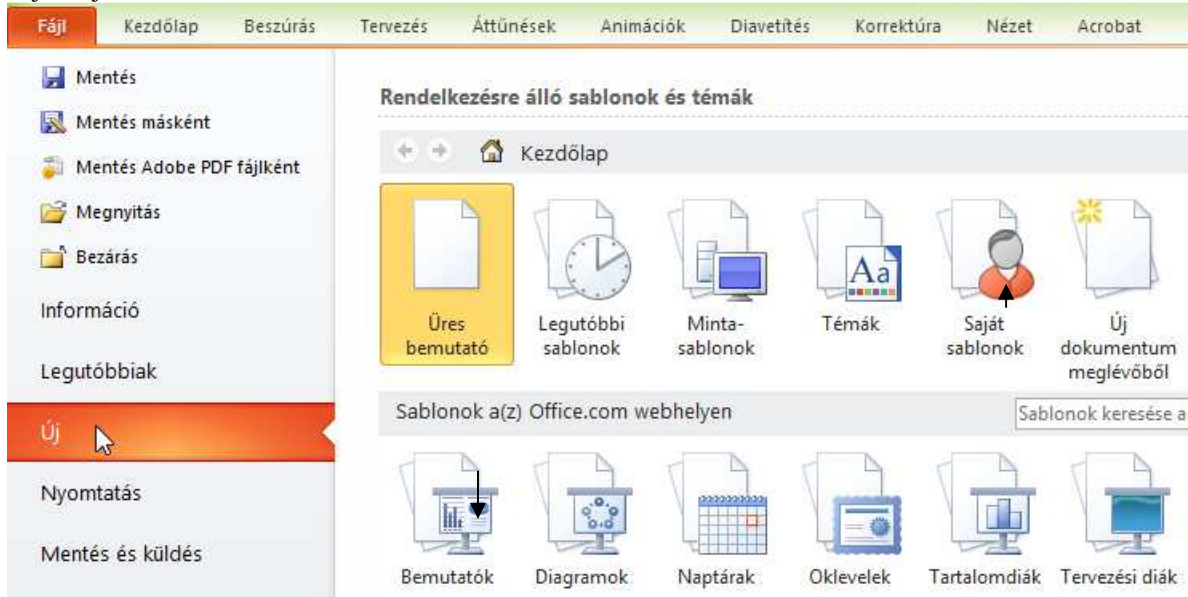 Fájl Kezdőlap Beszúrás Tervezés Áttűnések Animációk Diavetítés Korrektúra Nézet Acrobat
Mentés
Mentés másként
Mentés Adobe PDF fájlként
Megnyitás
Bezárás
Információ
Legutóbbiak
Új
Nyomtatás
Mentés és küldés
Rendelkezésre álló sablonok és témák
Kezdőlap
Üres bemutató
Legutóbbi sablonok
Minta-
sablonok
Aa
Témák
Saját sablonok
Új dokumentum meglévőből
Sablonok a(z) Office.com webhelyen
Sablonok keresése a
Bemutatók Diagramok Naptárak Oklevelek Tartalomdiák Tervezési diák